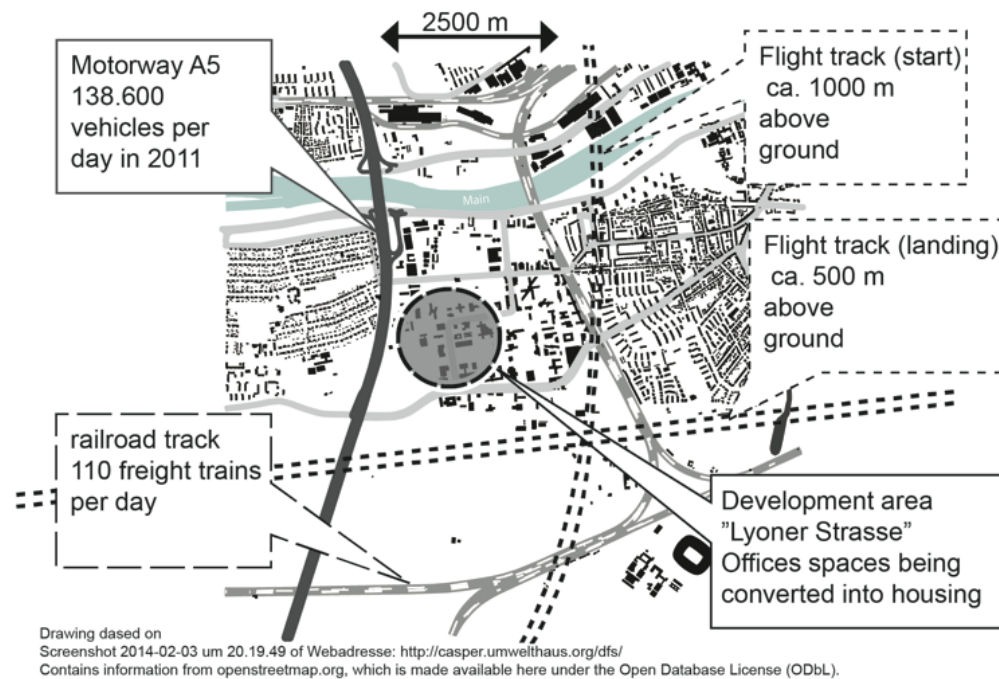 2500 m
Motorway A5
138.600
vehicles per
day in 2011
Flight track (start)
ca. 1000 m
above
ground
Main
Flight track (landing)
ca. 500 m
above
ground
railroad track
110 freight trains
per day
Development area
”Lyoner Strasse”
Offices spaces being
converted into housing
Drawing dased on
Screenshot 2014-02-03 um 20.19.49 of Webadresse: http://casper.umwelthaus.org/dfs/
Contains information from openstreetmap.org, which is made available here under the Open Database License (ODbL).